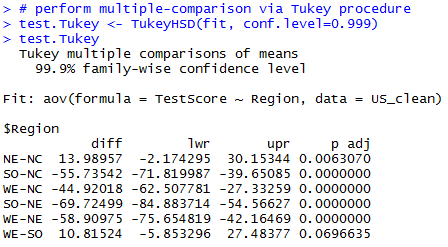 > # perform multiple-comparison via Tukey procedure
> test.Tukey <- TukeyHSD(fit, conf.level=0.999)
> test.Tukey
  Tukey multiple comparisons of means
    99.9% family-wise confidence level

Fit: aov(formula = TestScore ~ Region, data = US_clean)

$Region
           diff        lwr       upr     p adj
NE-NC  13.98957  -2.174295  30.15344 0.0063070
SO-NC -55.73542 -71.819987 -39.65085 0.0000000
WE-NC -44.92018 -62.507781 -27.33259 0.0000000
SO-NE -69.72499 -84.883714 -54.56627 0.0000000
WE-NE -58.90975 -75.654819 -42.16469 0.0000000
WE-SO  10.81524  -5.853296  27.48377 0.0696635